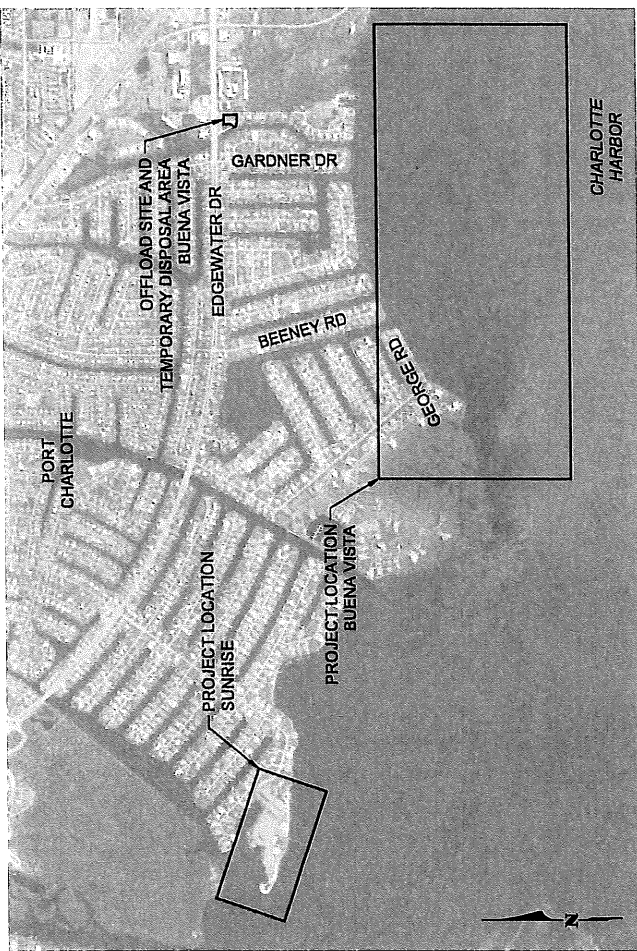 OFFLOAD SITE AND
TEMPORARY DISPOSAL AREA
BUENA VISTA
GARDNER DR
EDGEWATER DR
CHARLOTTE
HARBOR
BEENEY RD
GEORGE RD
PORT
CHARLOTTE
PROJECT LOCATION
SUNRISE
PROJECT LOCATION
BUENA VISTA
N